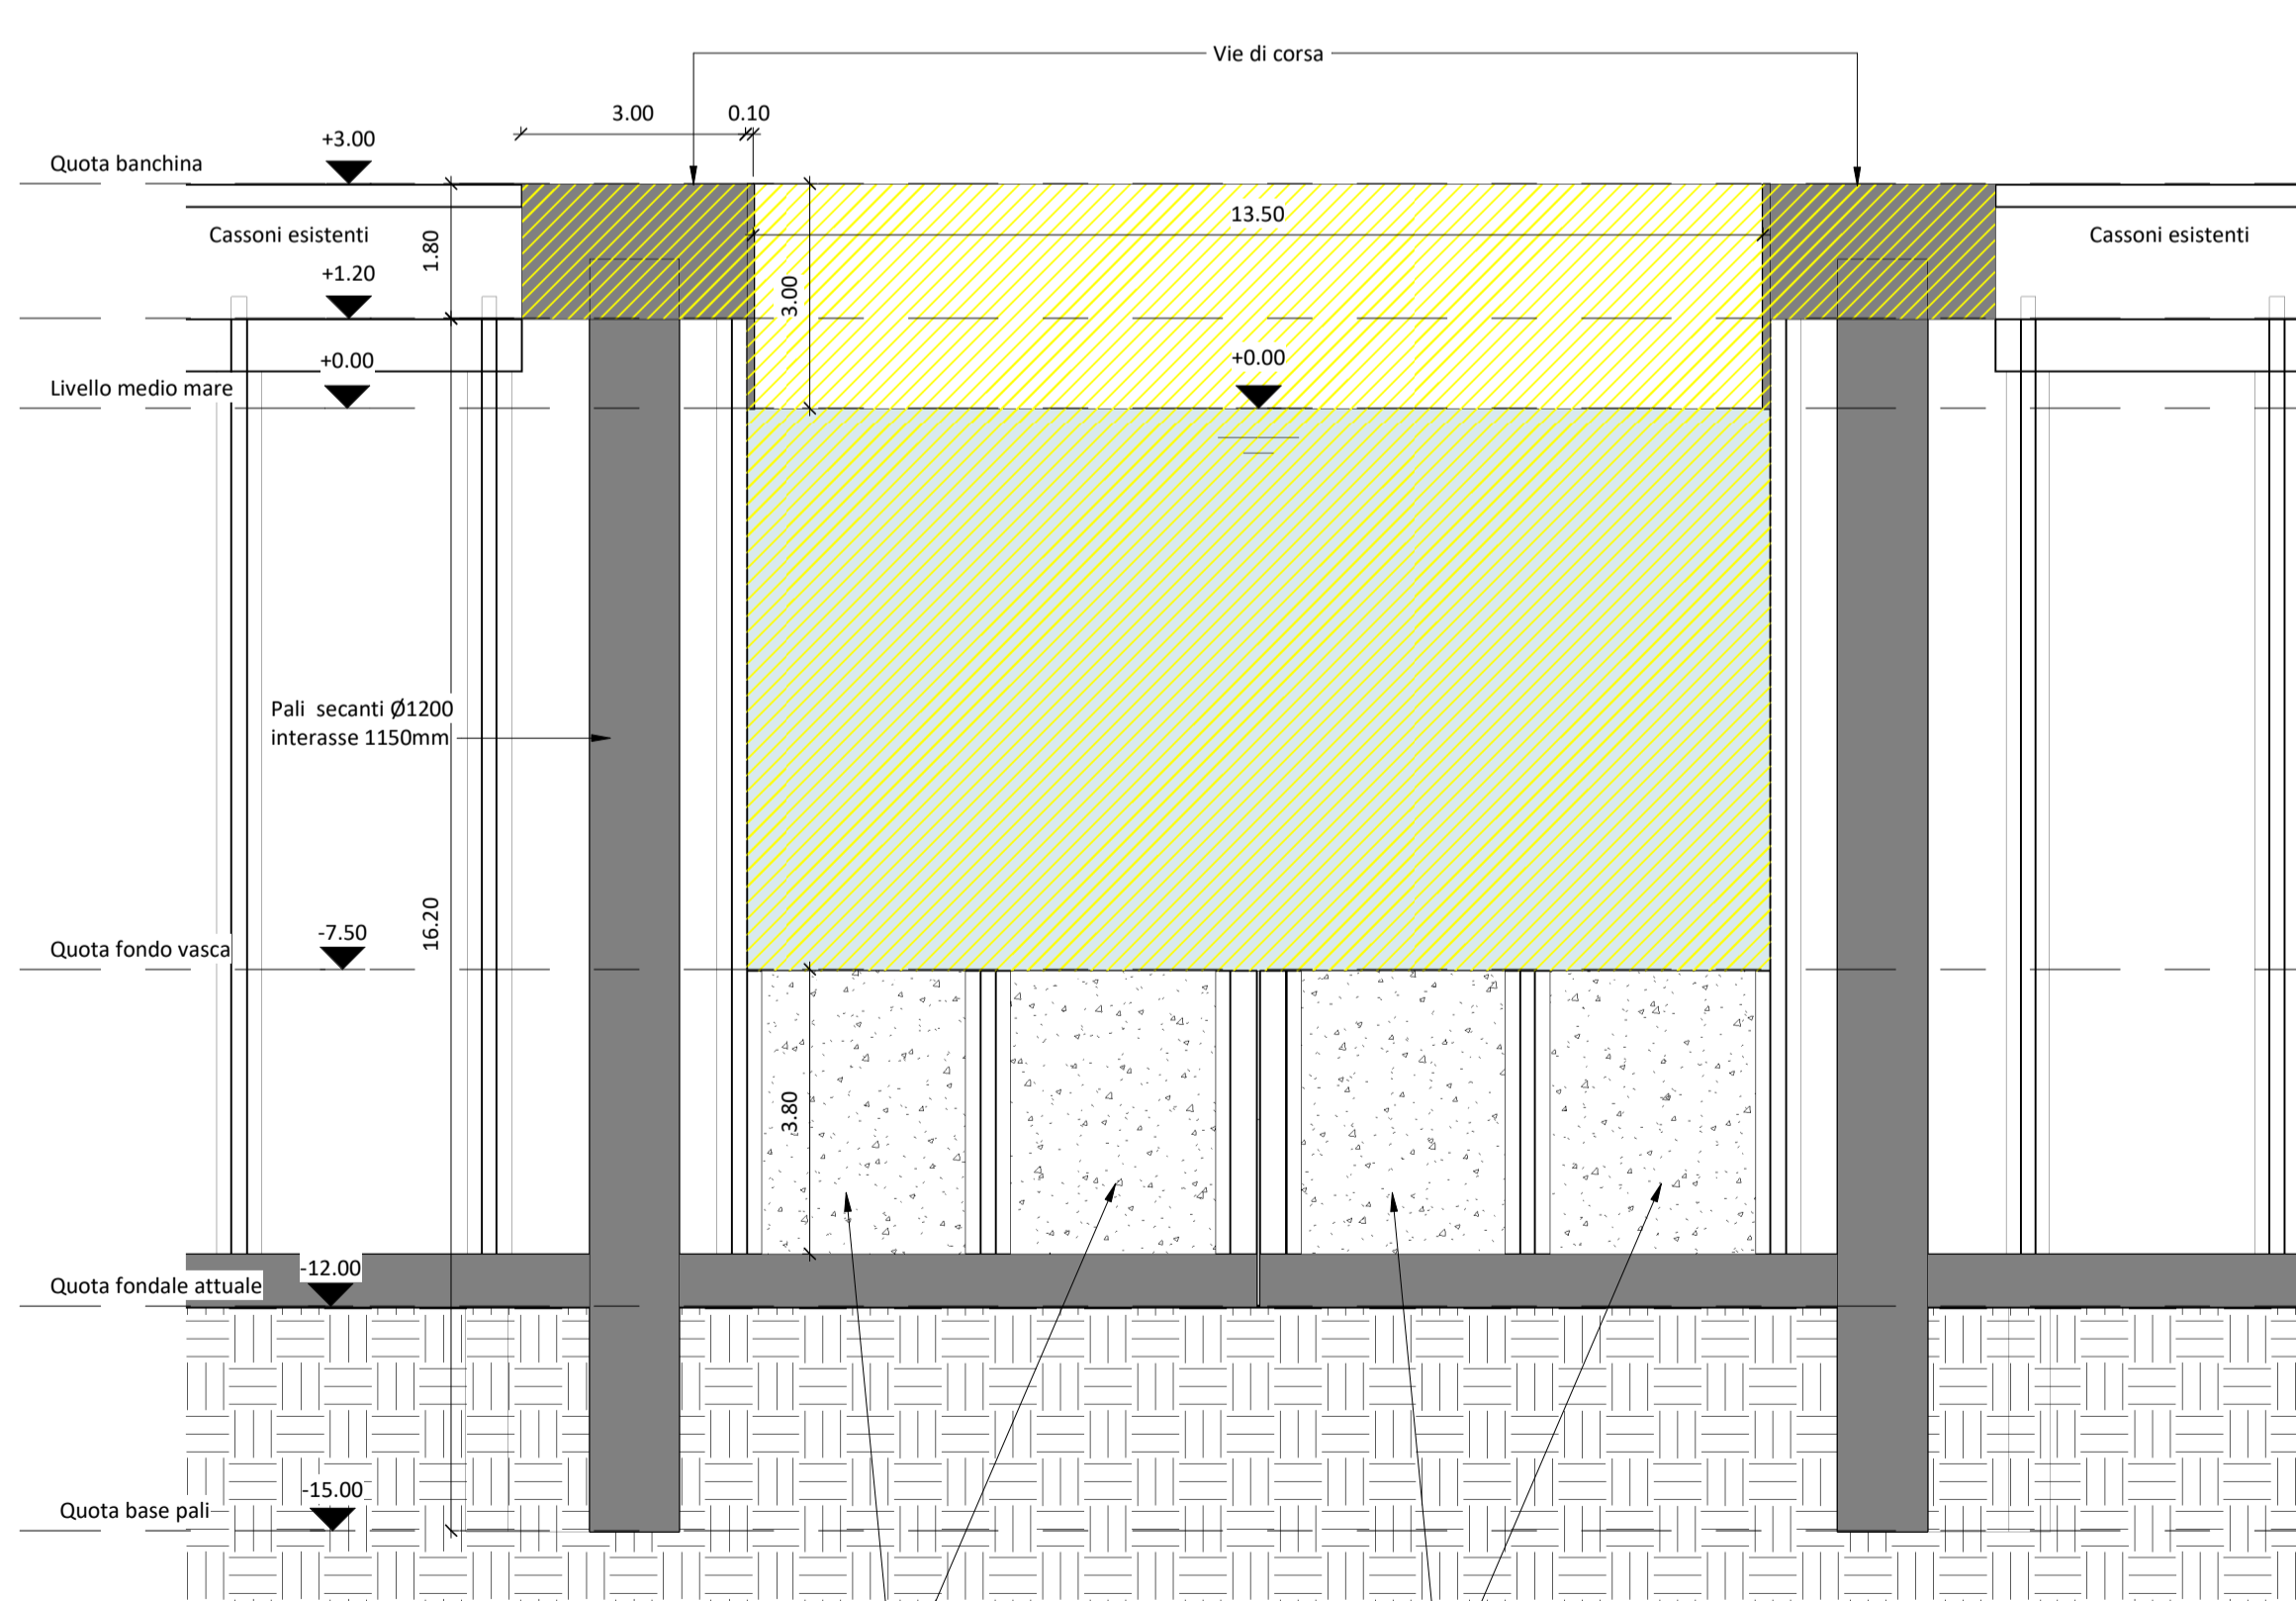 Vie di corsa
3.00
0.10
+3.00
Quota banchina
13.50
Cassoni esistenti
Cassoni esistenti
1.80
+1.20
3.00
+0.00
+0.00
Livello medio mare
Pali secanti Ø1200
interasse 1150mm
16.20
-7.50
Quota fondo vasca
3.80
-12.00
Quota fondale attuale
-15.00
Quota base pali